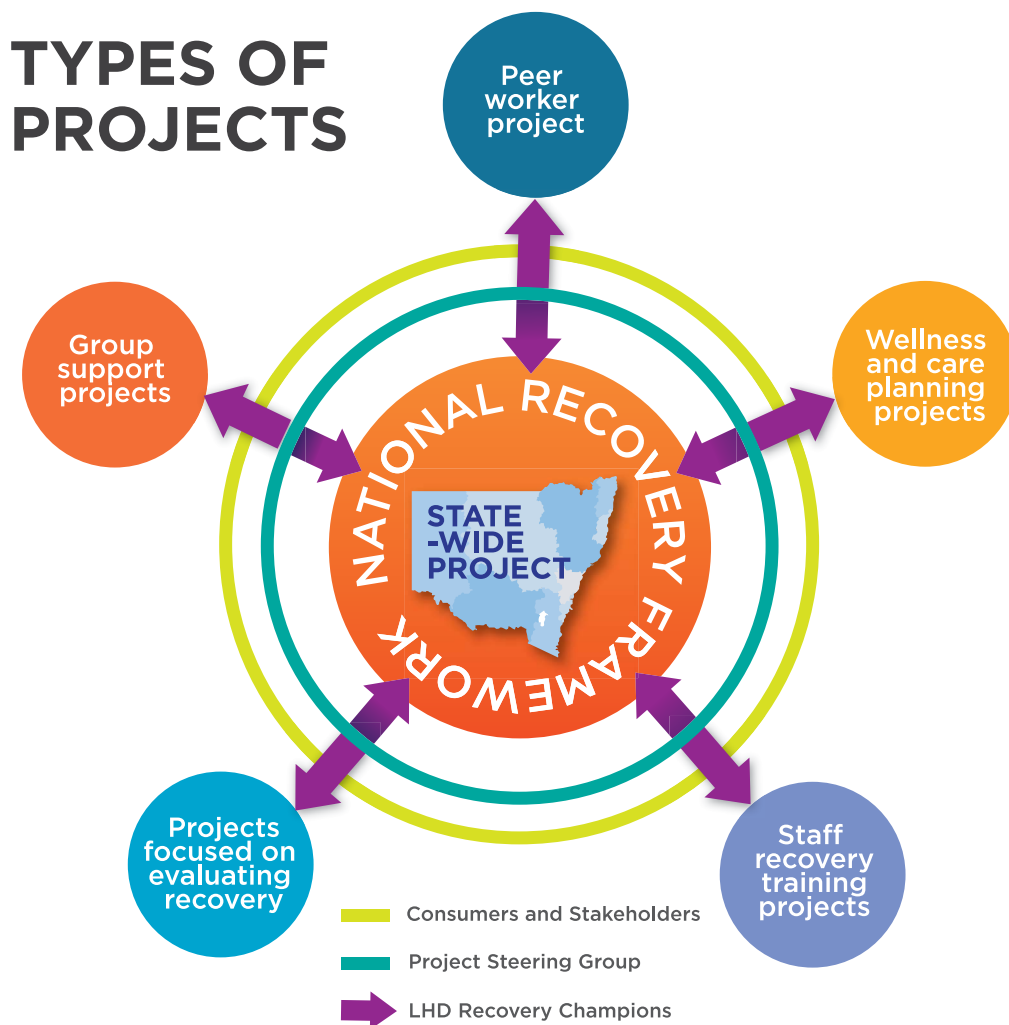 TYPES OF
PROJECTS
Peer
worker
project
Group
support
projects
Wellness
and care
planning
projects
NATIONAL RECOVERY FRAMEWORK
STATE
-WIDE
PROJECT
Projects
focused on
evaluating
recovery
Staff
recovery
training
projects
Consumers and Stakeholders
Project Steering Group
LHD Recovery Champions